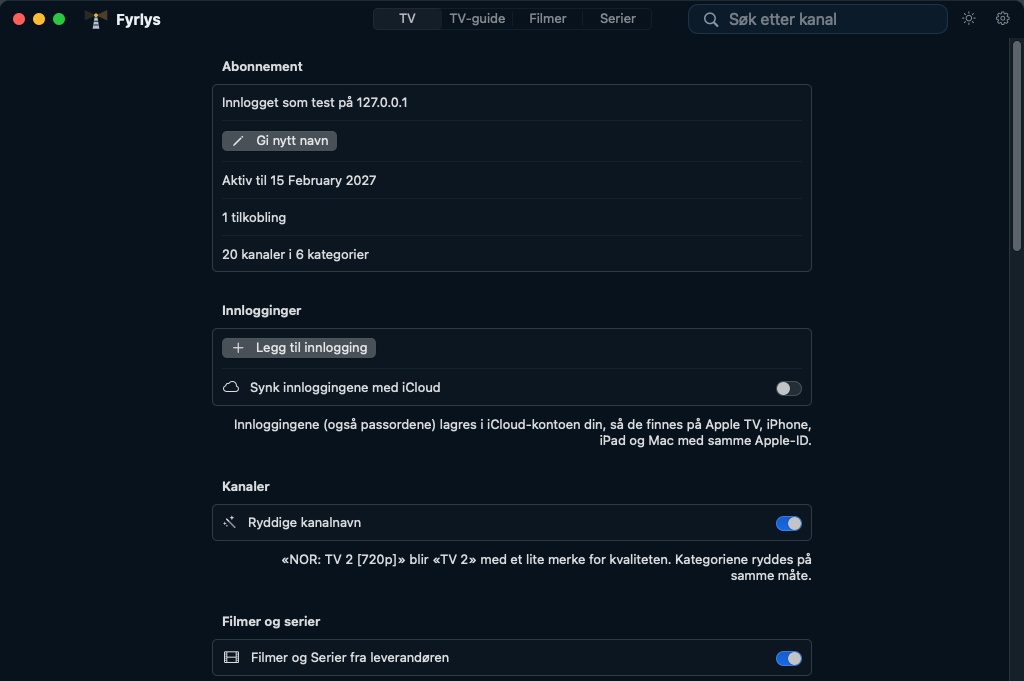 Fyrlys
TV
TV-guide
Filmer
Serier
Søk etter kanal
Abonnement
Innlogget som test på 127.0.0.1
Gi nytt navn
Aktiv til 15 February 2027
1 tilkobling
20 kanaler i 6 kategorier
Innlogginger
Legg til innlogging
Synk innloggingene med iCloud
Innloggingene (også passordene) lagres i iCloud-kontoen din, så de finnes på Apple TV, iPhone,
iPad og Mac med samme Apple-ID.
Kanaler
Ryddige kanalnavn
«NOR: TV 2 [720p]» blir «TV 2» med et lite merke for kvaliteten. Kategoriene ryddes på
samme måte.
Filmer og serier
Filmer og Serier fra leverandøren